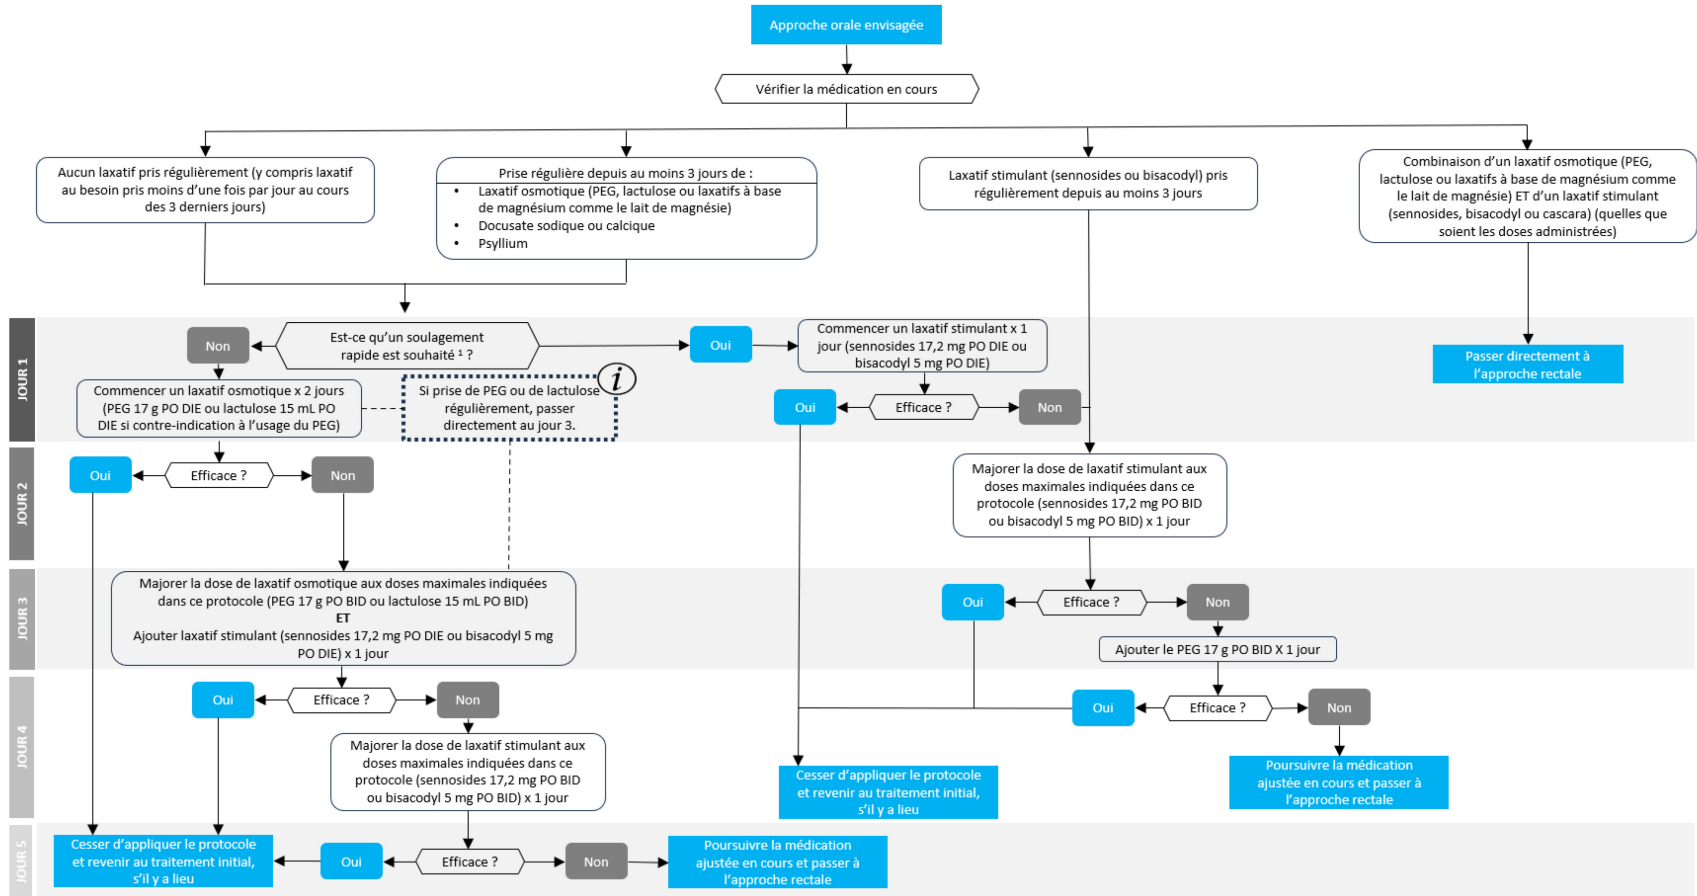 Approche orale envisagée
Vérifier la médication en cours
Aucun laxatif pris régulièrement (y compris laxatif
au besoin pris moins d’une fois par jour au cours
des 3 derniers jours)
Prise régulière depuis au moins 3 jours de :
• Laxatif osmotique (PEG, lactulose ou laxatifs à base
de magnésium comme le lait de magnésie)
• Docusate sodique ou calcique
• Psyllium
Laxatif stimulant (sennosides ou bisacodyl) pris
régulièrement depuis au moins 3 jours
Combinaison d’un laxatif osmotique (PEG,
lactulose ou laxatifs à base de magnésium comme
le lait de magnésie) ET d’un laxatif stimulant
(sennosides, bisacodyl ou cascara) (quelles que
soient les doses administrées)
JOUR 1
Non
Est-ce qu’un soulagement
rapide est souhaité ¹ ?
Oui
Commencer un laxatif stimulant x 1
jour (sennosides 17,2 mg PO DIE ou
bisacodyl 5 mg PO DIE)
Passer directement à
l’approche rectale
Commencer un laxatif osmotique x 2 jours
(PEG 17 g PO DIE ou lactulose 15 mL PO
DIE si contre-indication à l’usage du PEG)
i
Si prise de PEG ou de lactulose
régulièrement, passer
directement au jour 3.
Oui
Efficace ?
Non
JOUR 2
Oui
Efficace ?
Non
Majorer la dose de laxatif stimulant aux
doses maximales indiquées dans ce
protocole (sennosides 17,2 mg PO BID
ou bisacodyl 5 mg PO BID) x 1 jour
JOUR 3
Majorer la dose de laxatif osmotique aux doses maximales indiquées
dans ce protocole (PEG 17 g PO BID ou lactulose 15 mL PO BID)
ET
Ajouter laxatif stimulant (sennosides 17,2 mg PO DIE ou bisacodyl 5 mg
PO DIE) x 1 jour
Oui
Efficace ?
Non
Ajouter le PEG 17 g PO BID X 1 jour
JOUR 4
Oui
Efficace ?
Non
Oui
Efficace ?
Non
Majorer la dose de laxatif stimulant aux
doses maximales indiquées dans ce
protocole (sennosides 17,2 mg PO BID
ou bisacodyl 5 mg PO BID) x 1 jour
Cesser d’appliquer le protocole
et revenir au traitement initial,
s’il y a lieu
Poursuivre la médication
ajustée en cours et passer à
l’approche rectale
JOUR 5
Cesser d’appliquer le protocole
et revenir au traitement initial,
s’il y a lieu
Oui
Efficace ?
Non
Poursuivre la médication
ajustée en cours et passer à
l’approche rectale